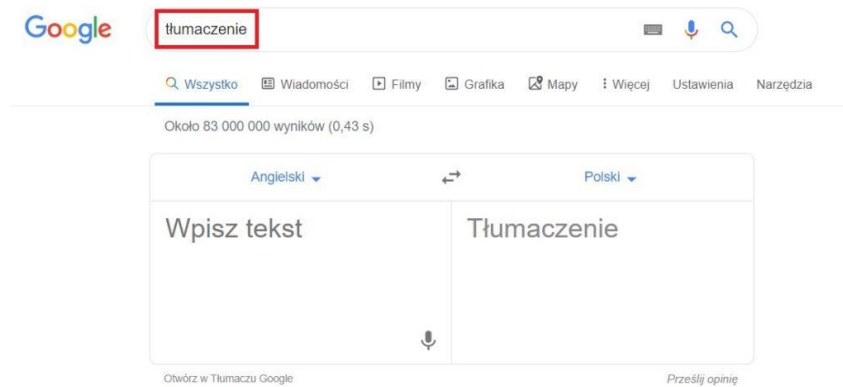 Google
tłumaczenie
Wszystko Wiadomości Filmy Grafika Mapy Więcej Ustawienia Narzędzia
Około 83 000 000 wyników (0,43 s)
Angielski Polski
Wpisz tekst Tłumaczenie
Otwórz w Tłumaczu Google Prześlij opinię